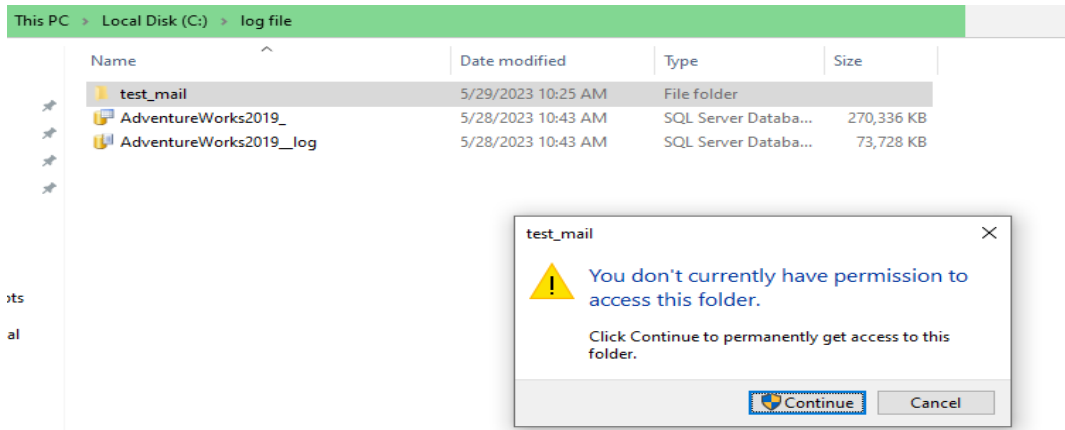 This PC > Local Disk (C:) > log file
Name Date modified Type Size
test_mail 5/29/2023 10:25 AM File folder
AdventureWorks2019_ 5/28/2023 10:43 AM SQL Server Databa... 270,336 KB
AdventureWorks2019__log 5/28/2023 10:43 AM SQL Server Databa... 73,728 KB
test_mail
You don't currently have permission to
access this folder.
Click Continue to permanently get access to this
folder.
Continue Cancel
ots
al